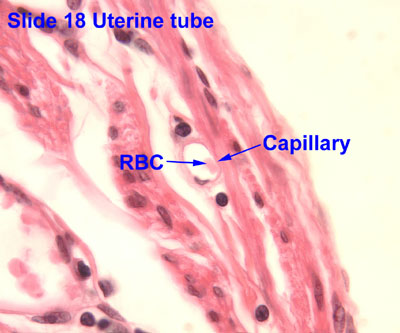 Slide 18 Uterine tube
Capillary
RBC